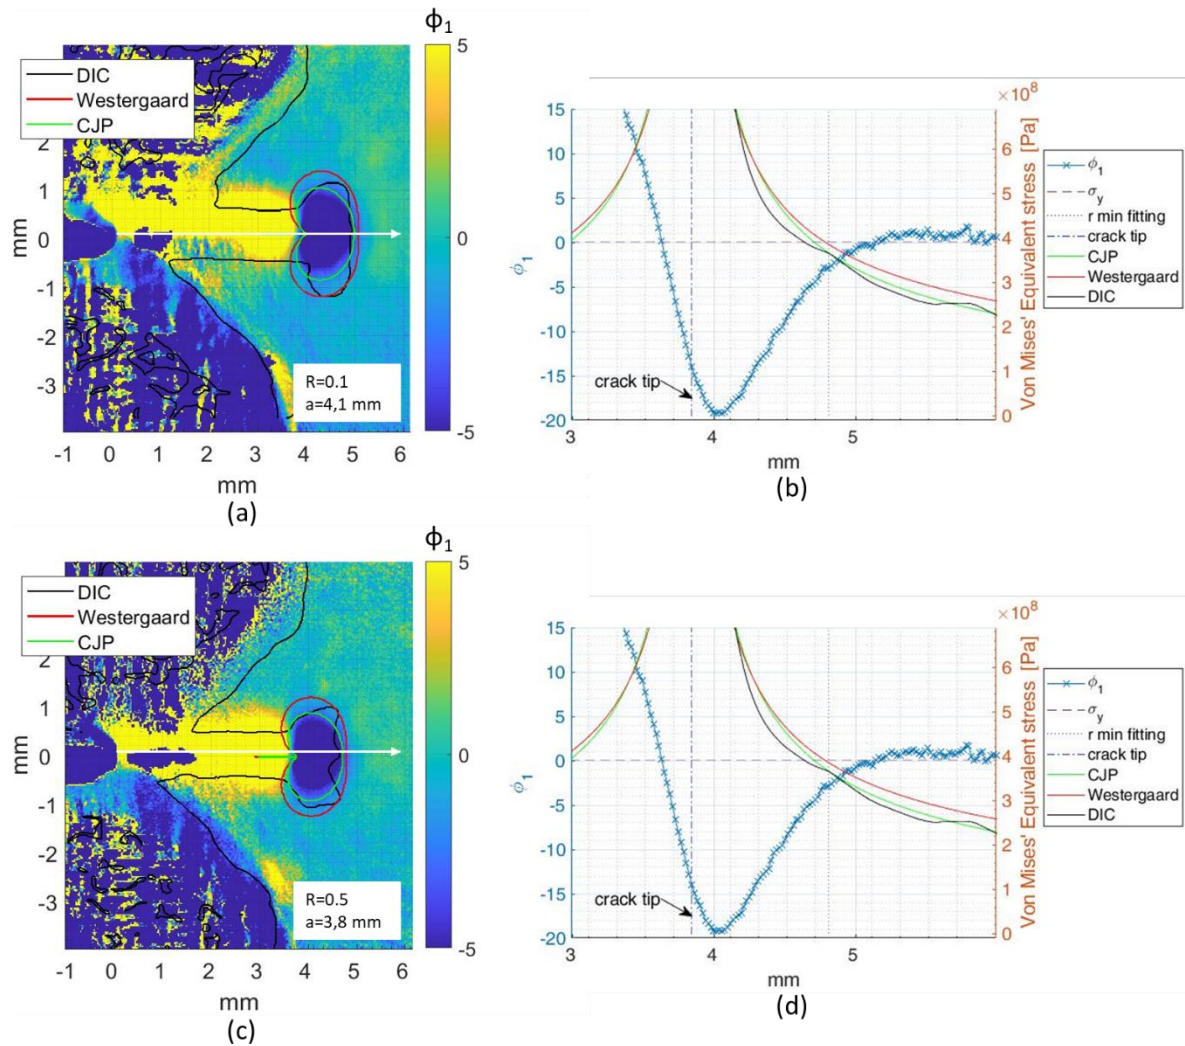 ϕ1
5
0
-5
DIC
Westergaard
CJP
2
1
0
-1
-2
-3
mm
R=0.1
a=4,1 mm
-1 0 1 2 3 4 5 6
mm
(a)
×10^8
15
10
5
0
-5
-10
-15
-20
ϕ1
crack tip
6
5
4
3
2
1
0
Von Mises' Equivalent stress [Pa]
3 4 5
mm
(b)
ϕ1
σy
r min fitting
crack tip
CJP
Westergaard
DIC
ϕ1
5
0
-5
DIC
Westergaard
CJP
2
1
0
-1
-2
-3
mm
R=0.5
a=3,8 mm
-1 0 1 2 3 4 5 6
mm
(c)
×10^8
15
10
5
0
-5
-10
-15
-20
ϕ1
crack tip
6
5
4
3
2
1
0
Von Mises' Equivalent stress [Pa]
3 4 5
mm
(d)
ϕ1
σy
r min fitting
crack tip
CJP
Westergaard
DIC